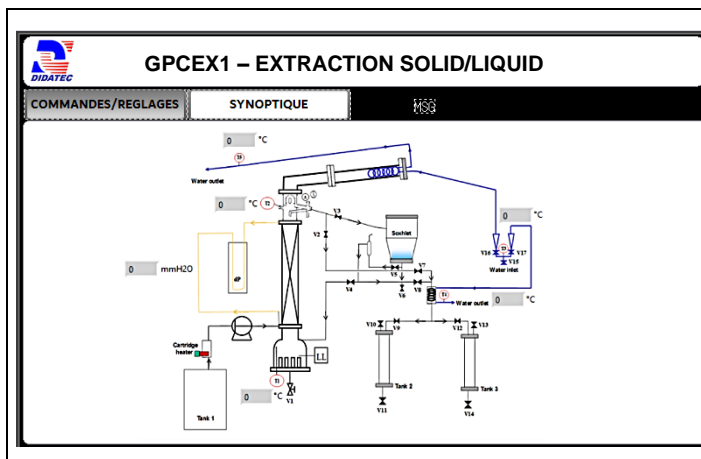 GPCEX1 – EXTRACTION SOLID/LIQUID
DIDATEC
COMMANDES/REGLAGES
SYNOPTIQUE
MSG
0 °C
T5
Water outlet
0 °C
T2
V3
V2
Soxhlet
0 °C
V16
T3
V17
V15
Water inlet
0 mmH2O
ΔP
V5
V7
V4
V6
V8
T4
Water outlet
0 °C
Cartridge
heater
LL
V10
V9
V12
V13
T1
0 °C
V1
Tank 1
Tank 2
Tank 3
V11
V14